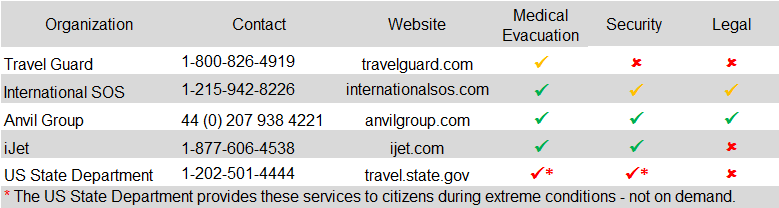 Organization Contact Website Medical Evacuation Security Legal
Travel Guard 1-800-826-4919 travelguard.com ✓ ✘ ✘
International SOS 1-215-942-8226 internationalsos.com ✓ ✓ ✓
Anvil Group 44 (0) 207 938 4221 anvilgroup.com ✓ ✓ ✓
iJet 1-877-606-4538 ijet.com ✓ ✓ ✘
US State Department 1-202-501-4444 travel.state.gov ✓* ✓* ✘
* The US State Department provides these services to citizens during extreme conditions - not on demand.